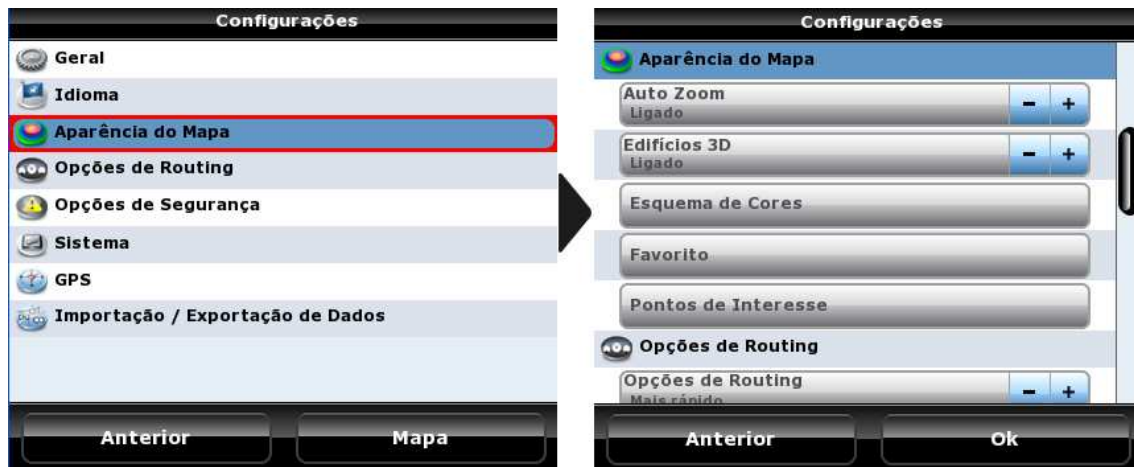 Configurações
Geral
Idioma
Aparência do Mapa
Opções de Routing
Opções de Segurança
Sistema
GPS
Importação / Exportação de Dados
Anterior
Mapa
Configurações
Aparência do Mapa
Auto Zoom
Ligado
- +
Edifícios 3D
Ligado
- +
Esquema de Cores
Favorito
Pontos de Interesse
Opções de Routing
Opções de Routing
Mais rápido
- +
Anterior
Ok